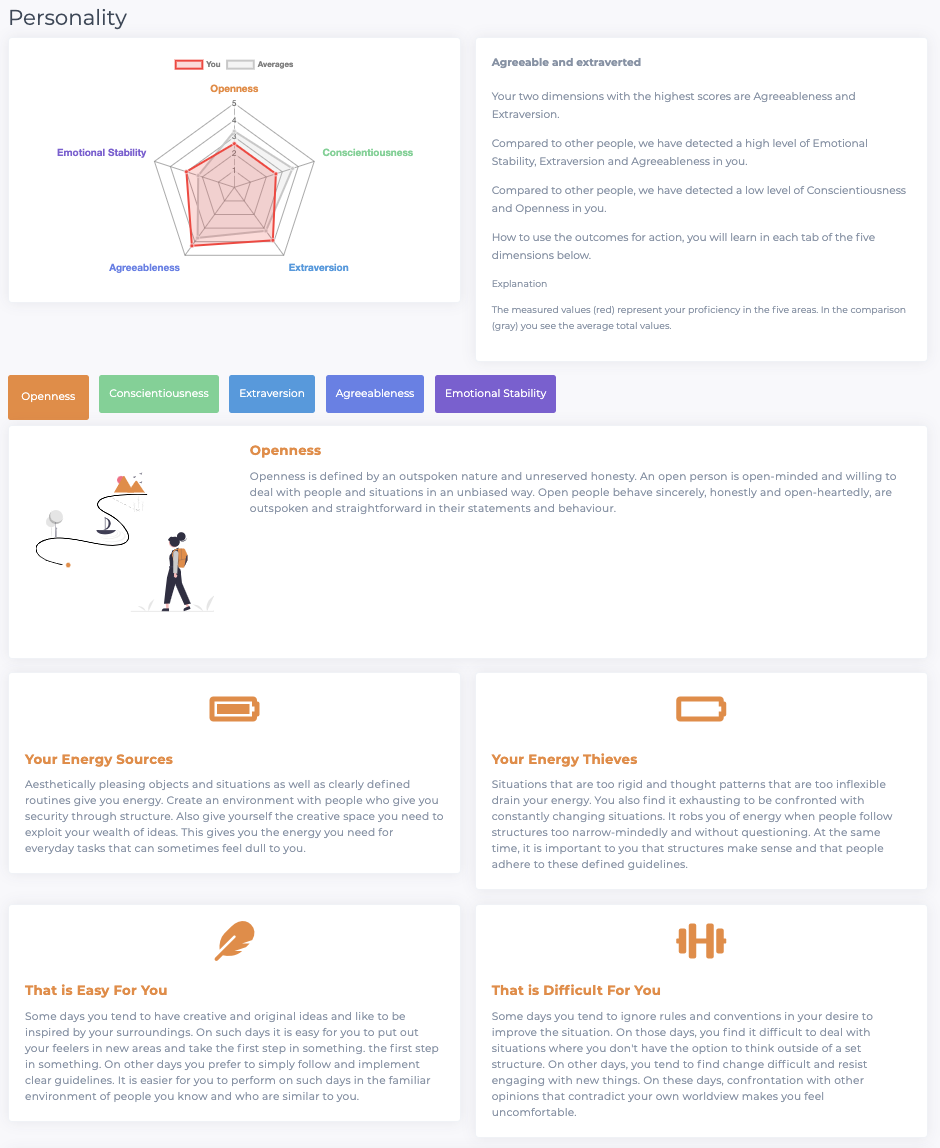 Personality
You
Averages
Openness
5
4
3
2
1
Emotional Stability
Conscientiousness
Agreeableness
Extraversion
Agreeable and extraverted
Your two dimensions with the highest scores are Agreeableness and
Extraversion.
Compared to other people, we have detected a high level of Emotional
Stability, Extraversion and Agreeableness in you.
Compared to other people, we have detected a low level of Conscientiousness
and Openness in you.
How to use the outcomes for action, you will learn in each tab of the five
dimensions below.
Explanation
The measured values (red) represent your proficiency in the five areas. In the comparison
(gray) you see the average total values.
Openness
Conscientiousness
Extraversion
Agreeableness
Emotional Stability
Openness
Openness is defined by an outspoken nature and unreserved honesty. An open person is open-minded and willing to
deal with people and situations in an unbiased way. Open people behave sincerely, honestly and open-heartedly, are
outspoken and straightforward in their statements and behaviour.
Your Energy Sources
Aesthetically pleasing objects and situations as well as clearly defined
routines give you energy. Create an environment with people who give you
security through structure. Also give yourself the creative space you need to
exploit your wealth of ideas. This gives you the energy you need for
everyday tasks that can sometimes feel dull to you.
Your Energy Thieves
Situations that are too rigid and thought patterns that are too inflexible
drain your energy. You also find it exhausting to be confronted with
constantly changing situations. It robs you of energy when people follow
structures too narrow-mindedly and without questioning. At the same
time, it is important to you that structures make sense and that people
adhere to these defined guidelines.
That is Easy For You
Some days you tend to have creative and original ideas and like to be
inspired by your surroundings. On such days it is easy for you to put out
your feelers in new areas and take the first step in something. the first step
in something. On other days you prefer to simply follow and implement
clear guidelines. It is easier for you to perform on such days in the familiar
environment of people you know and who are similar to you.
That is Difficult For You
Some days you tend to ignore rules and conventions in your desire to
improve the situation. On those days, you find it difficult to deal with
situations where you don't have the option to think outside of a set
structure. On other days, you tend to find change difficult and resist
engaging with new things. On these days, confrontation with other
opinions that contradict your own worldview makes you feel
uncomfortable.